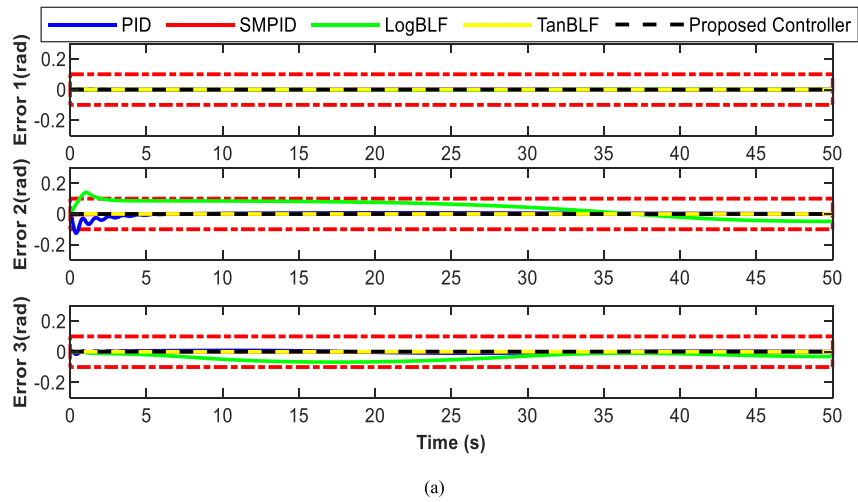 PID SMPID LogBLF TanBLF Proposed Controller
Error 1(rad)
0.2
0
-0.2
0 5 10 15 20 25 30 35 40 45 50
Error 2(rad)
0.2
0
-0.2
0 5 10 15 20 25 30 35 40 45 50
Error 3(rad)
0.2
0
-0.2
0 5 10 15 20 25 30 35 40 45 50
Time (s)
(a)